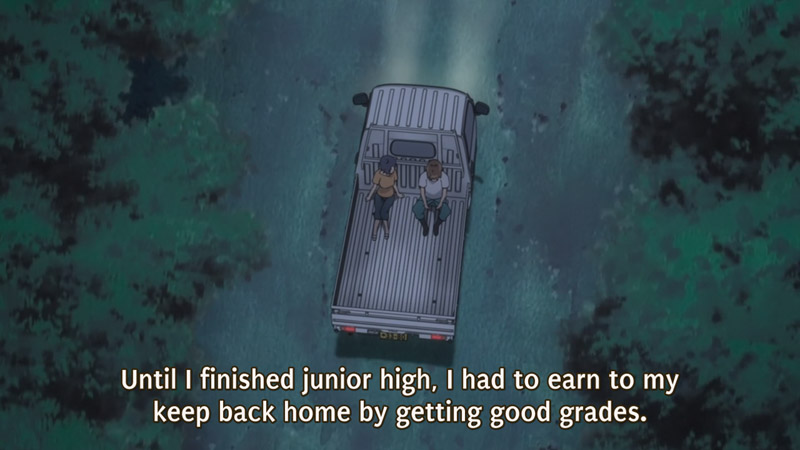 Until I finished junior high, I had to earn to my
keep back home by getting good grades.